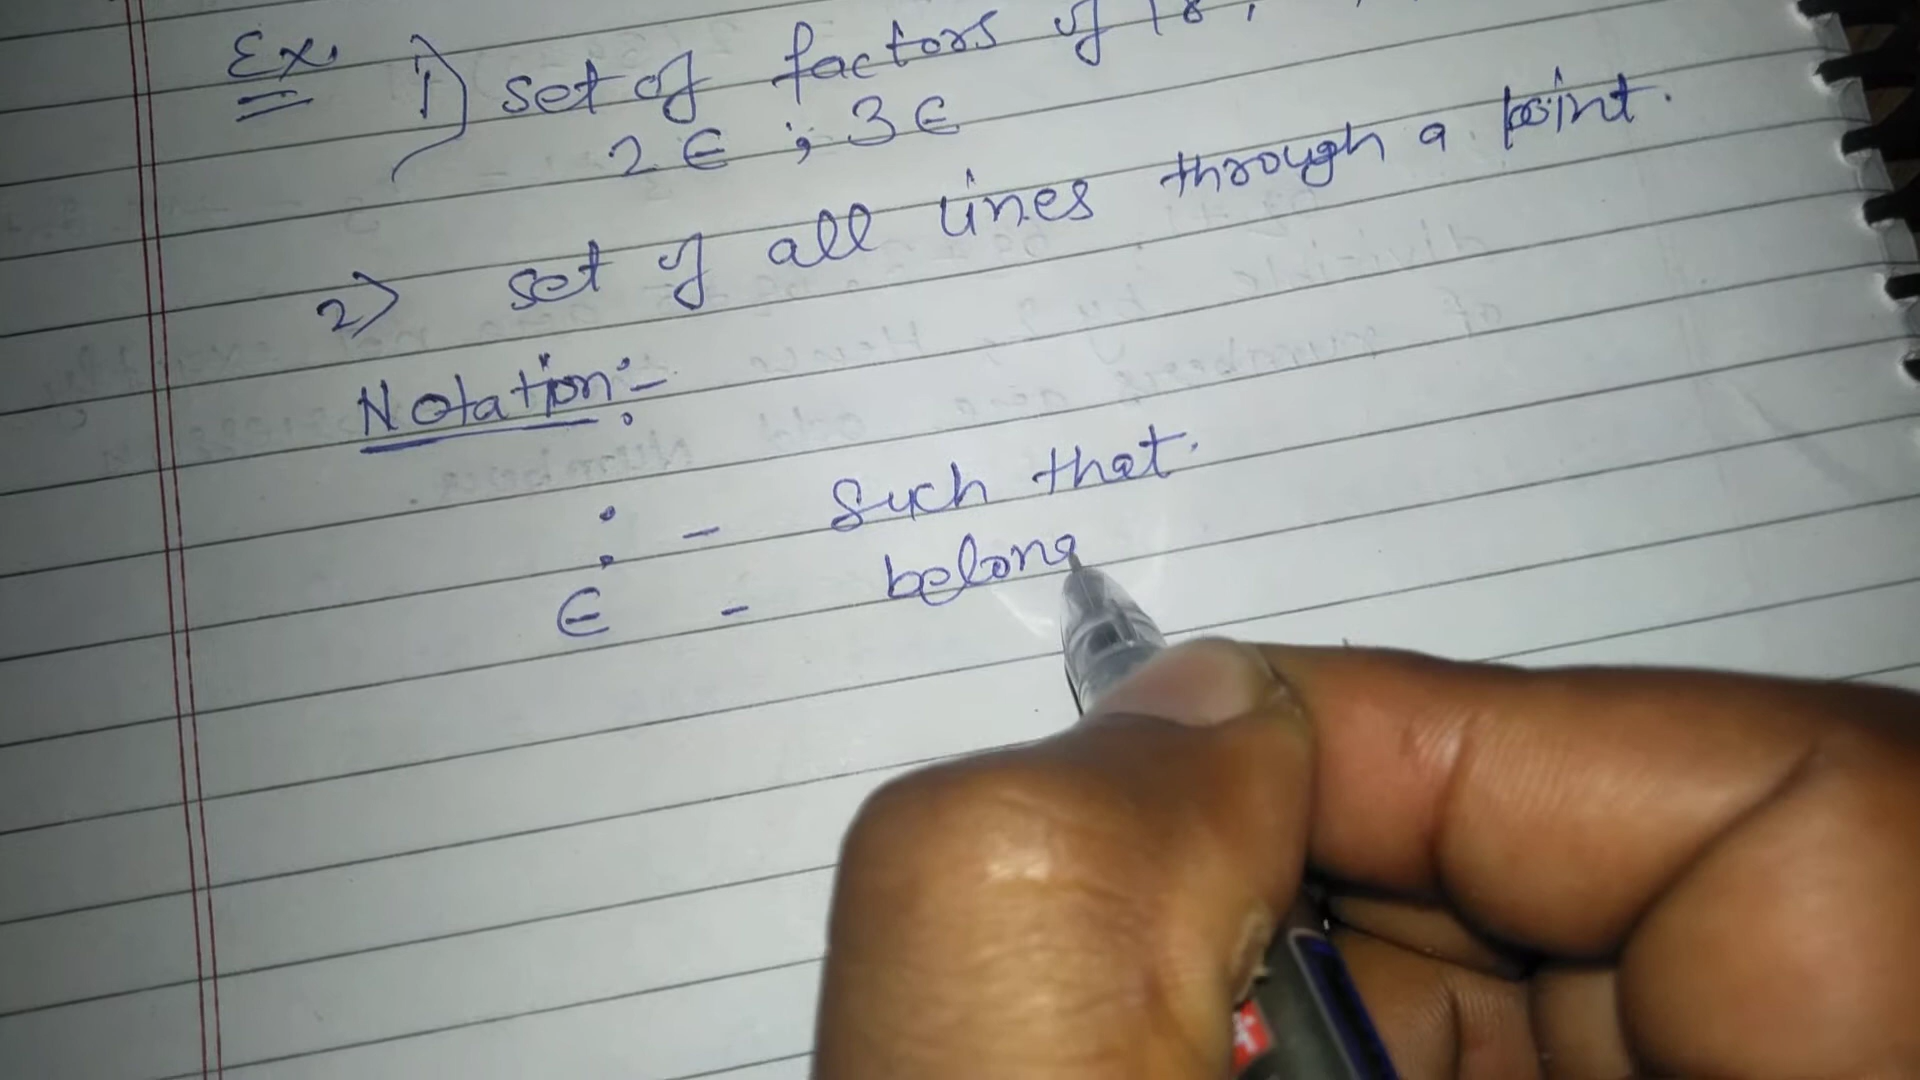 Ex. 1) set of factors of 18,
2 ∈ ; 3 ∈
2) set of all lines through a point.
Notation:-
: - Such that.
∈ - belong